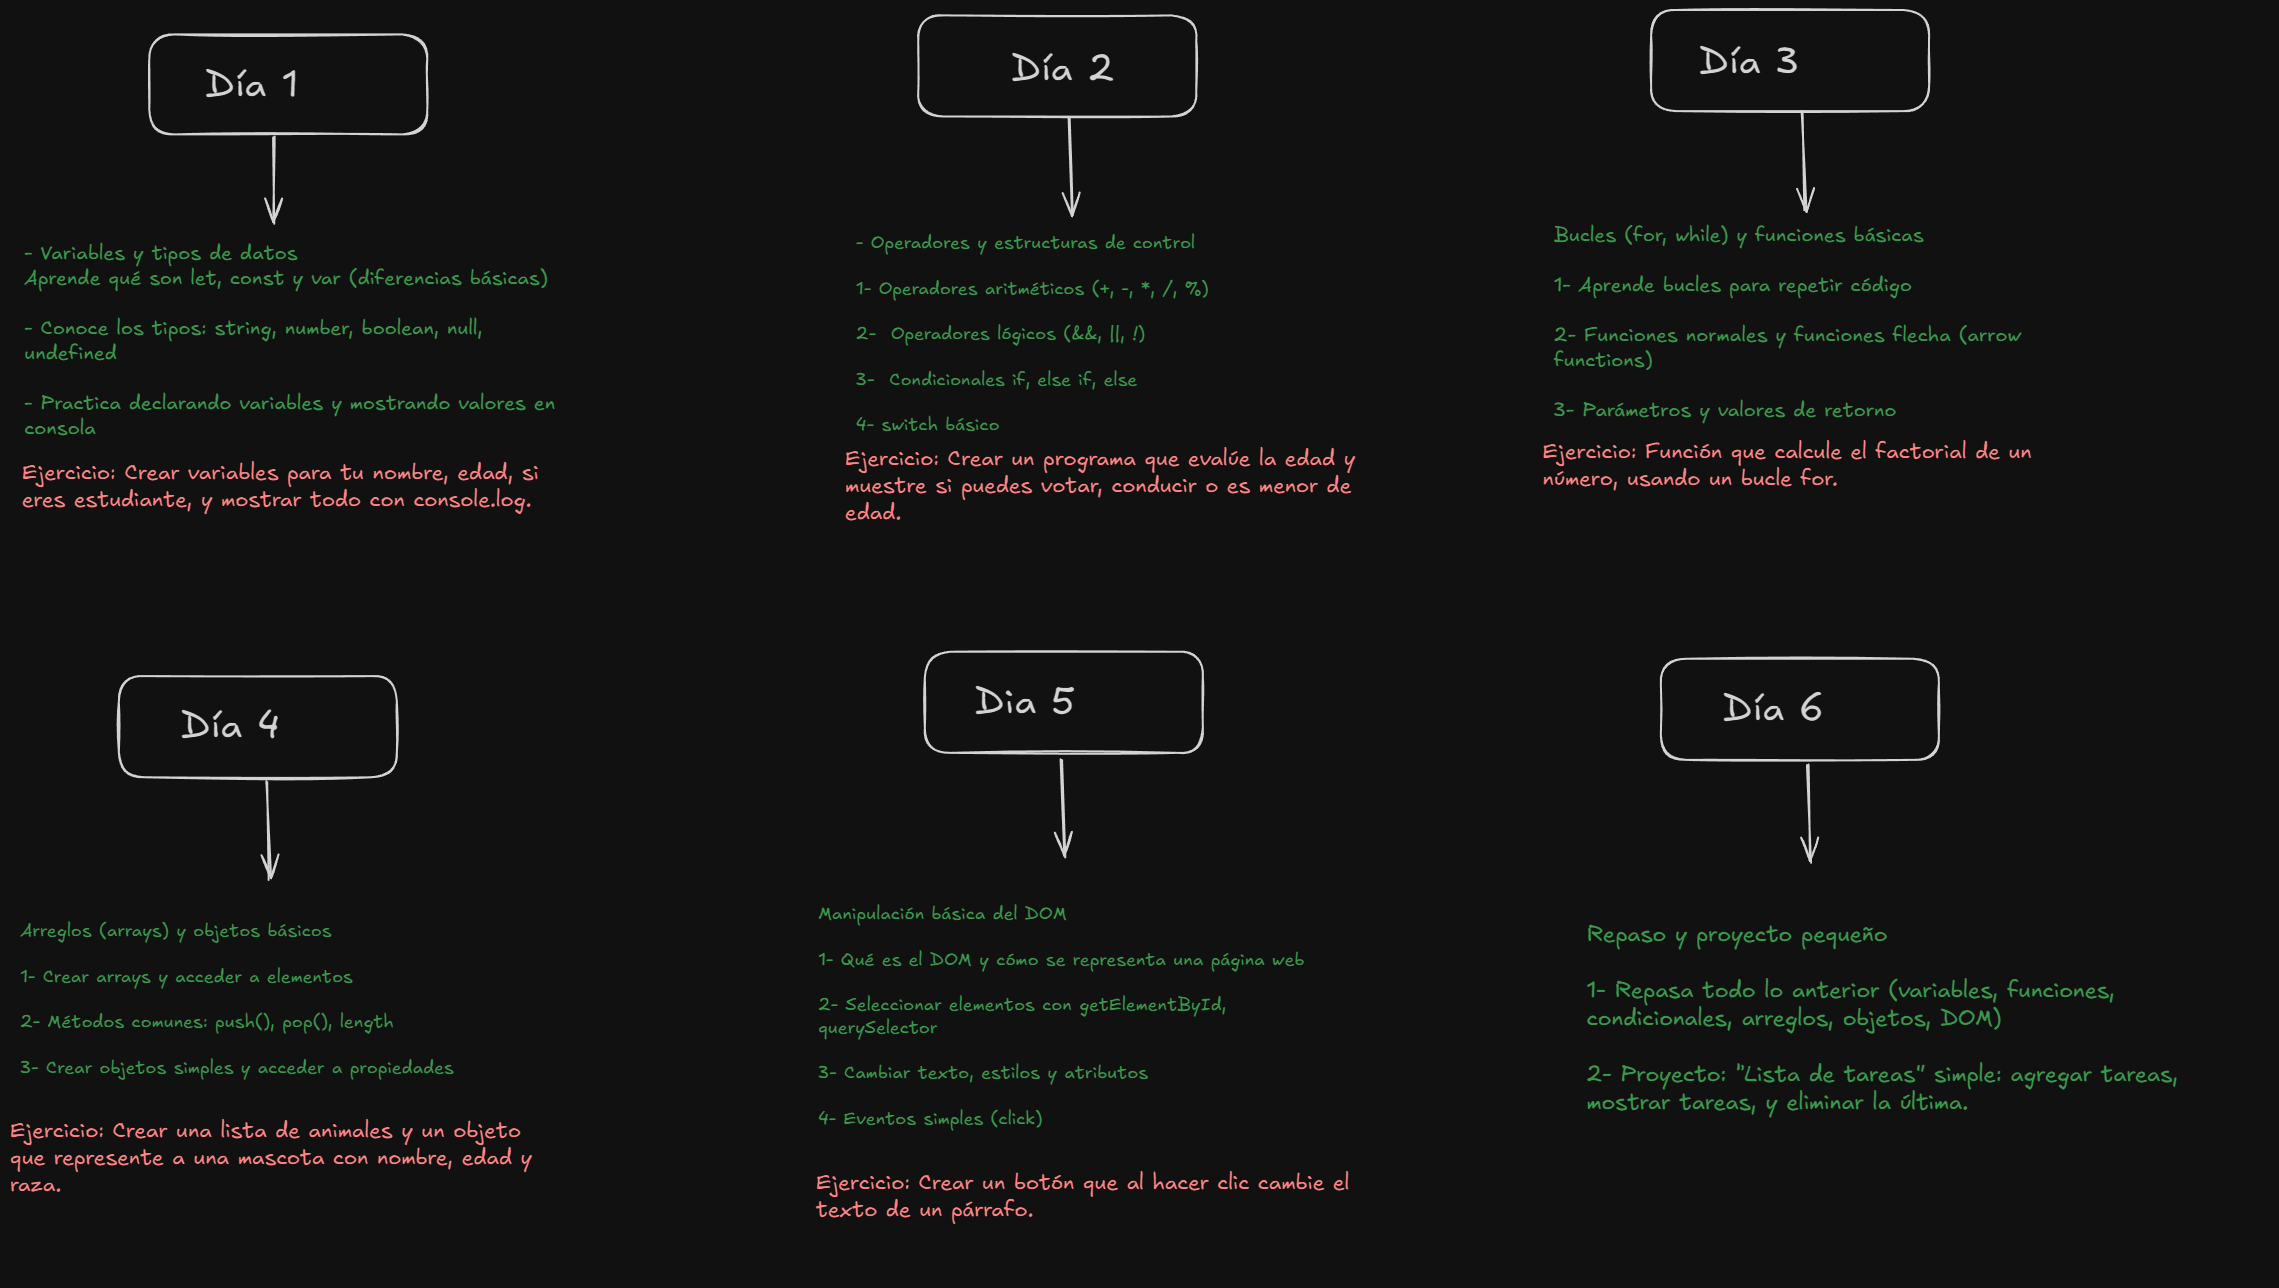 Día 1
- Variables y tipos de datos
Aprende qué son let, const y var (diferencias básicas)
- Conoce los tipos: string, number, boolean, null,
undefined
- Practica declarando variables y mostrando valores en
consola
Ejercicio: Crear variables para tu nombre, edad, si
eres estudiante, y mostrar todo con console.log.
Día 2
- Operadores y estructuras de control
1- Operadores aritméticos (+, -, *, /, %)
2- Operadores lógicos (&&, ||, !)
3- Condicionales if, else if, else
4- switch básico
Ejercicio: Crear un programa que evalúe la edad y
muestre si puedes votar, conducir o es menor de
edad.
Día 3
Bucles (for, while) y funciones básicas
1- Aprende bucles para repetir código
2- Funciones normales y funciones flecha (arrow
functions)
3- Parámetros y valores de retorno
Ejercicio: Función que calcule el factorial de un
número, usando un bucle for.
Día 4
Arreglos (arrays) y objetos básicos
1- Crear arrays y acceder a elementos
2- Métodos comunes: push(), pop(), length
3- Crear objetos simples y acceder a propiedades
Ejercicio: Crear una lista de animales y un objeto
que represente a una mascota con nombre, edad y
raza.
Dia 5
Manipulación básica del DOM
1- Qué es el DOM y cómo se representa una página web
2- Seleccionar elementos con getElementById,
querySelector
3- Cambiar texto, estilos y atributos
4- Eventos simples (click)
Ejercicio: Crear un botón que al hacer clic cambie el
texto de un párrafo.
Día 6
Repaso y proyecto pequeño
1- Repasa todo lo anterior (variables, funciones,
condicionales, arreglos, objetos, DOM)
2- Proyecto: "Lista de tareas" simple: agregar tareas,
mostrar tareas, y eliminar la última.